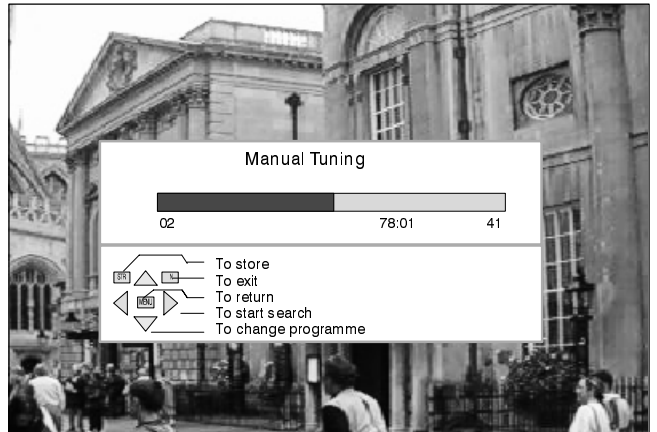 Manual Tuning
02 78:01 41
STR N To store
To exit
MENU To return
To start search
To change programme